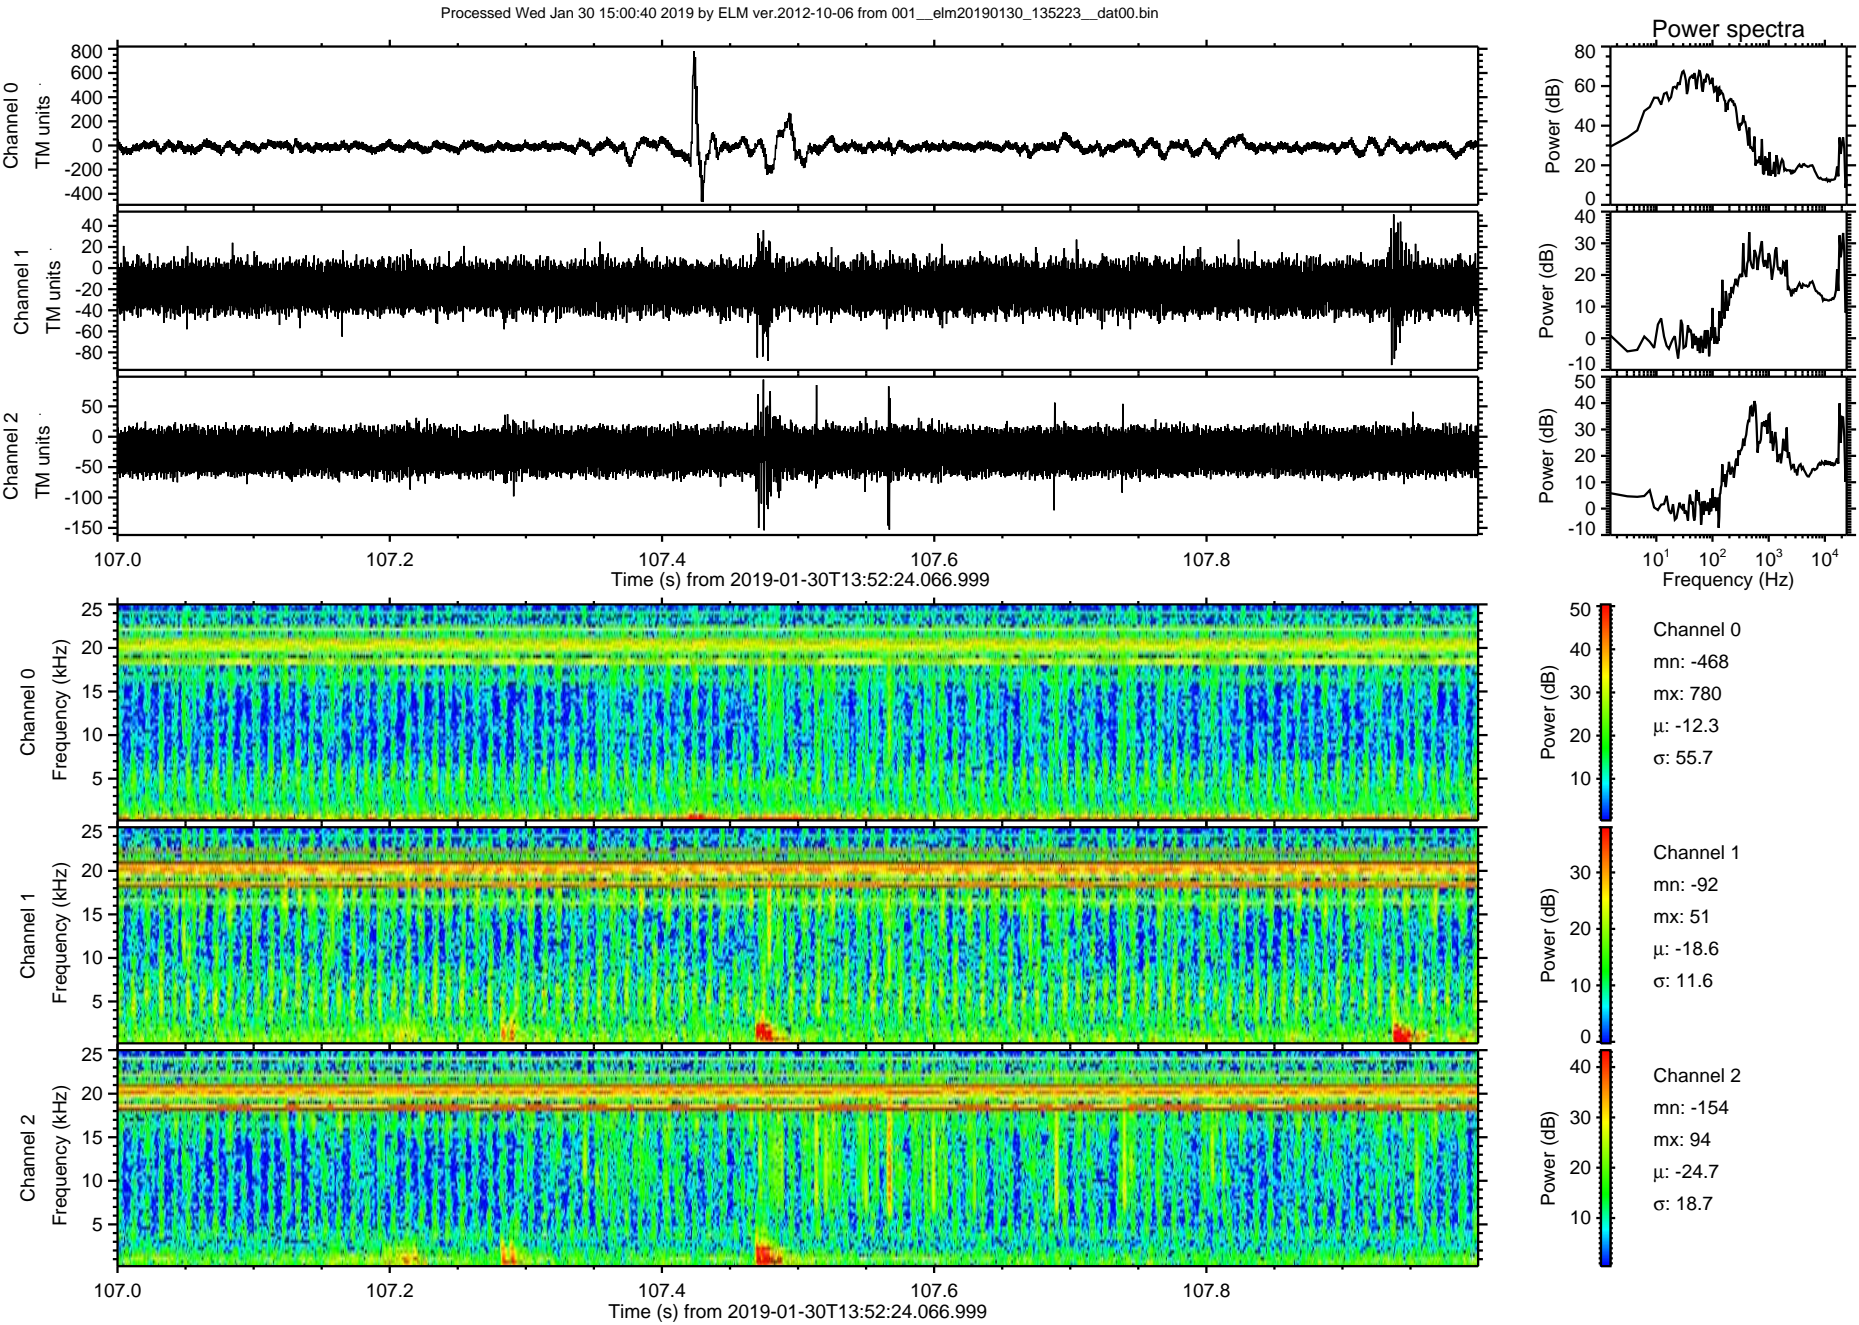 Processed Wed Jan 30 15:00:40 2019 by ELM ver.2012-10-06 from 001__elm20190130_135223__dat00.bin
Power spectra
Channel 0
TM units
800
600
400
200
0
-200
-400
Power (dB)
80
60
40
20
0
Channel 1
TM units
40
20
0
-20
-40
-60
-80
Power (dB)
40
30
20
10
0
-10
Channel 2
TM units
50
0
-50
-100
-150
Power (dB)
50
40
30
20
10
0
-10
107.0 107.2 107.4 107.6 107.8
Time (s) from 2019-01-30T13:52:24.066.999
10¹ 10² 10³ 10⁴
Frequency (Hz)
Channel 0
Frequency (kHz)
25
20
15
10
5
Power (dB)
50
40
30
20
10
Channel 0
mn: -468
mx: 780
µ: -12.3
σ: 55.7
Channel 1
Frequency (kHz)
25
20
15
10
5
Power (dB)
30
20
10
0
Channel 1
mn: -92
mx: 51
µ: -18.6
σ: 11.6
Channel 2
Frequency (kHz)
25
20
15
10
5
Power (dB)
40
30
20
10
Channel 2
mn: -154
mx: 94
µ: -24.7
σ: 18.7
107.0 107.2 107.4 107.6 107.8
Time (s) from 2019-01-30T13:52:24.066.999